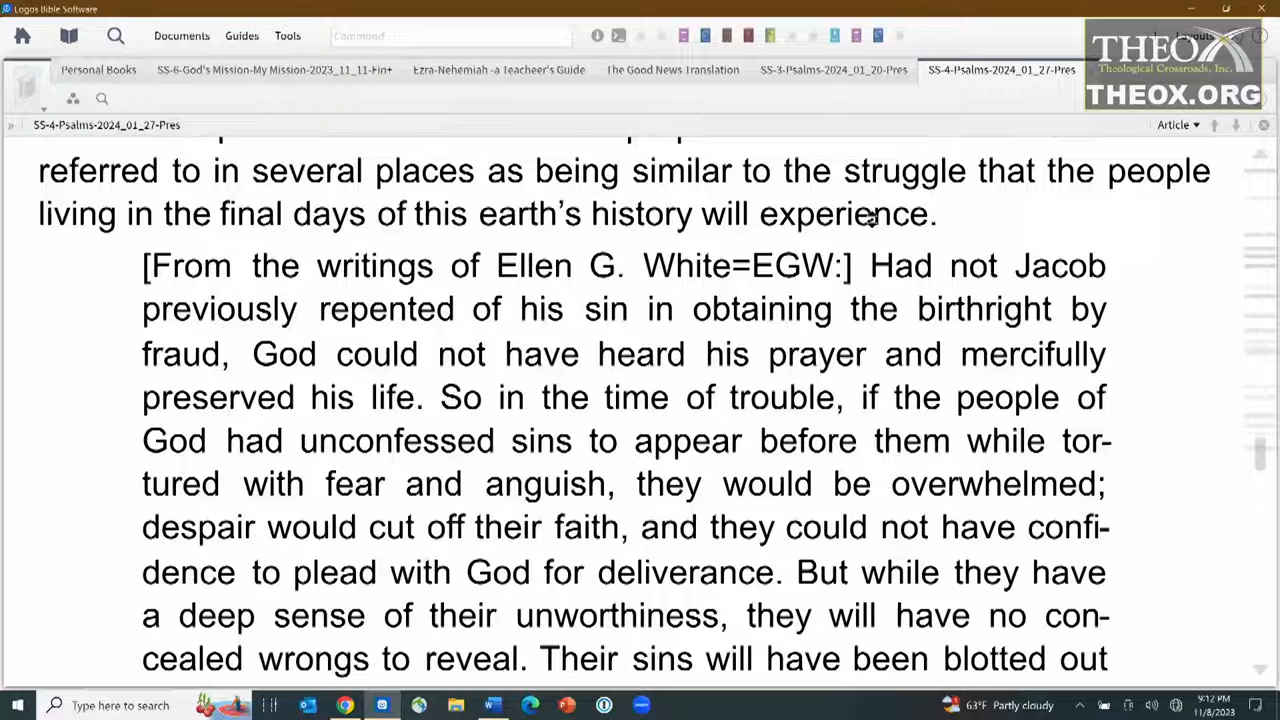 Logos Bible Software
Documents Guides Tools Command
THEOX
Theological Crossroads, Inc.
THEOX.ORG
Personal Books SS-6-God's Mission-My Mission-2023_11_11-Fin+ The Good News Translation SS-3-Psalms-2024_01_20-Pres SS-4-Psalms-2024_01_27-Pres
SS-4-Psalms-2024_01_27-Pres Article
referred to in several places as being similar to the struggle that the people
living in the final days of this earth's history will experience.
[From the writings of Ellen G. White=EGW:] Had not Jacob
previously repented of his sin in obtaining the birthright by
fraud, God could not have heard his prayer and mercifully
preserved his life. So in the time of trouble, if the people of
God had unconfessed sins to appear before them while tor-
tured with fear and anguish, they would be overwhelmed;
despair would cut off their faith, and they could not have confi-
dence to plead with God for deliverance. But while they have
a deep sense of their unworthiness, they will have no con-
cealed wrongs to reveal. Their sins will have been blotted out
Type here to search 63°F Partly cloudy 9:12 PM
11/8/2023